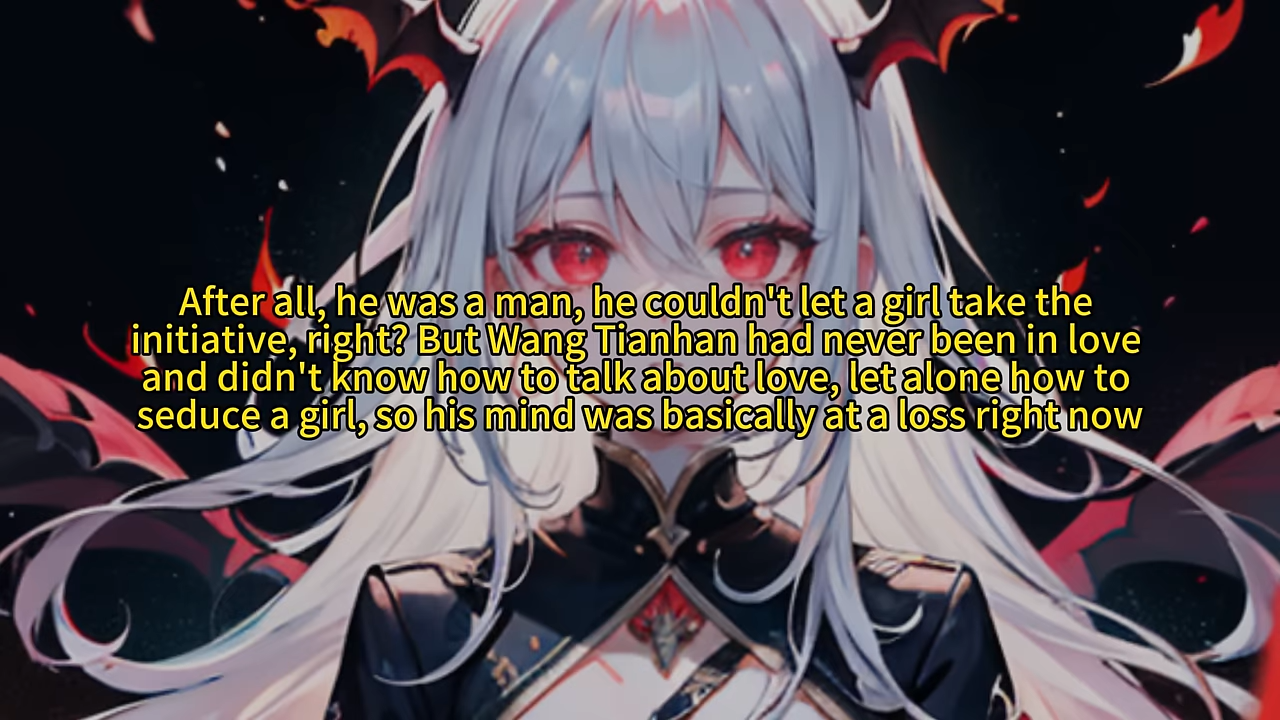 After all, he was a man, he couldn't let a girl take the
initiative, right? But Wang Tianhan had never been in love
and didn't know how to talk about love, let alone how to
seduce a girl, so his mind was basically at a loss right now